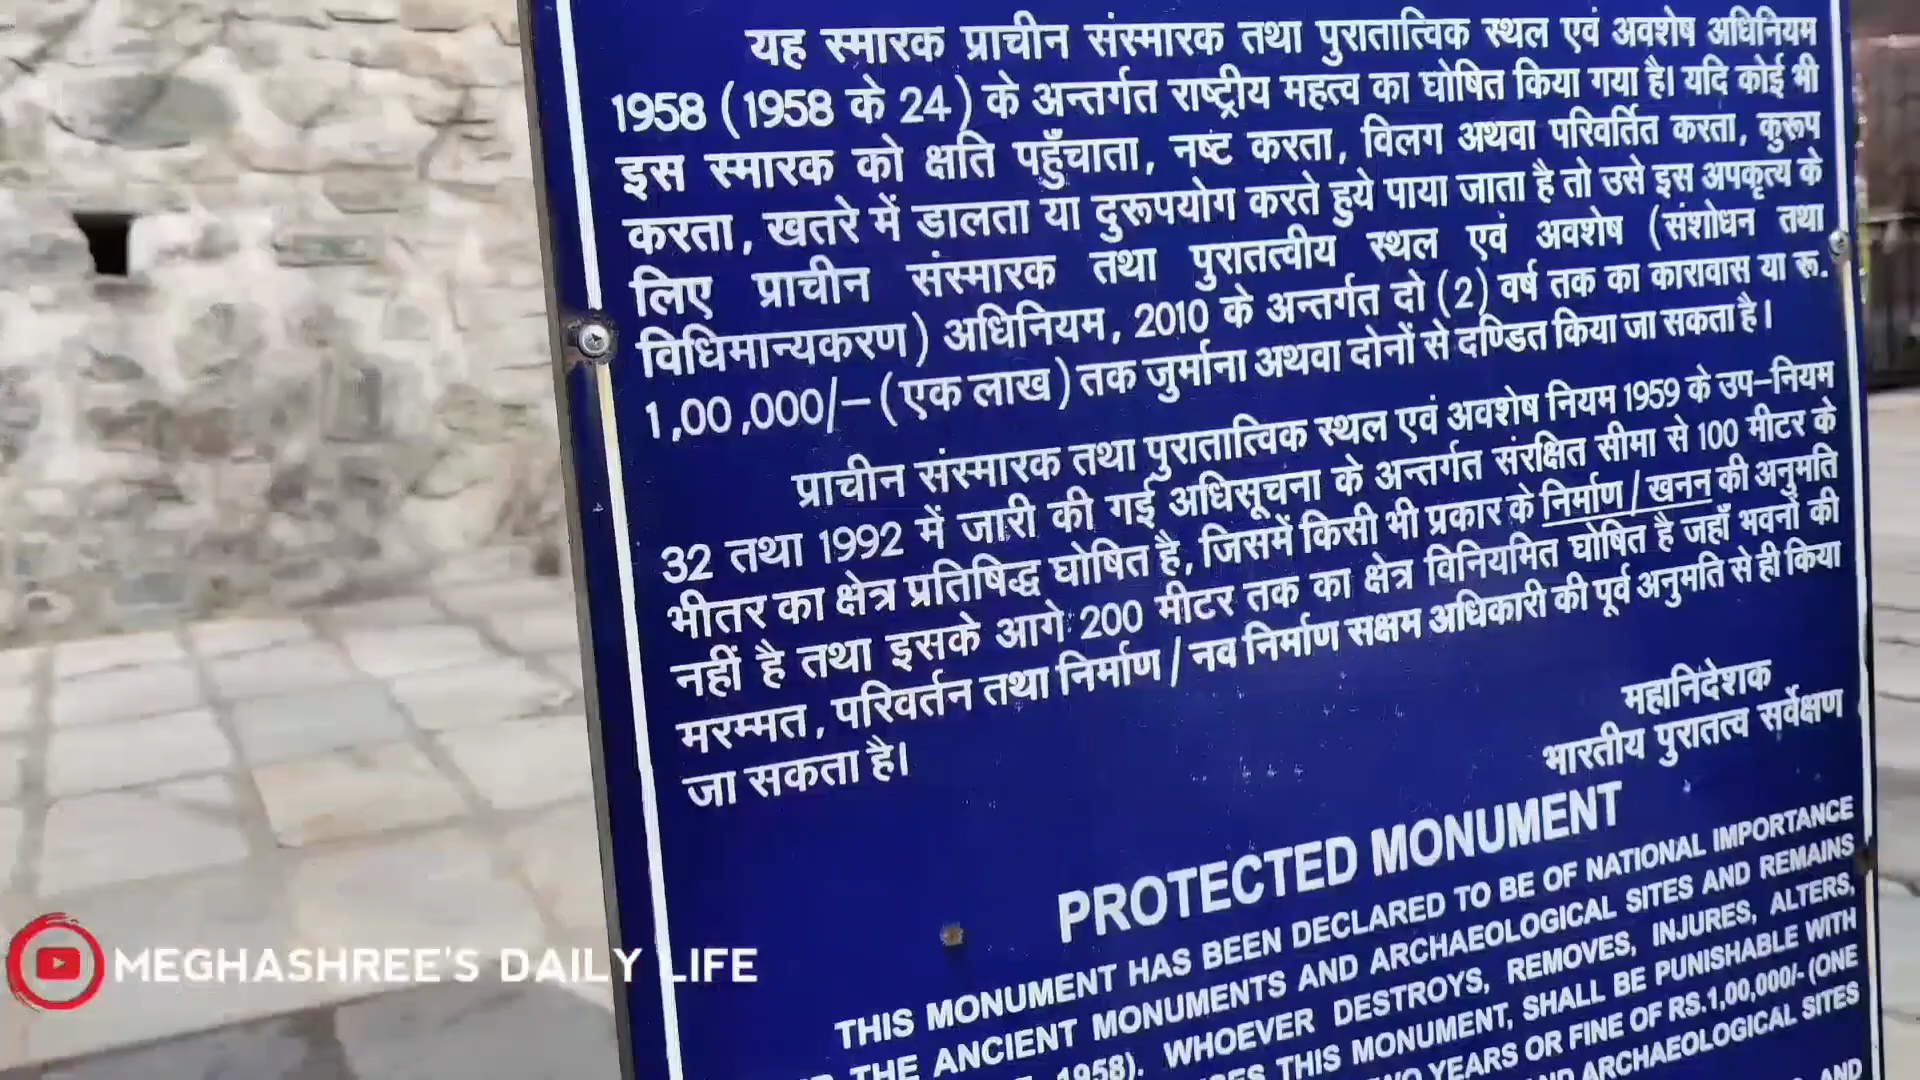 यह स्मारक प्राचीन संस्मारक तथा पुरातात्विक स्थल एवं अवशेष अधिनियम
1958 (1958 के 24) के अन्तर्गत राष्ट्रीय महत्व का घोषित किया गया है। यदि कोई भी
इस स्मारक को क्षति पहुँचाता, नष्ट करता, विलग अथवा परिवर्तित करता, कुरूप
करता, खतरे में डालता या दुरूपयोग करते हुये पाया जाता है तो उसे इस अपकृत्य के
लिए प्राचीन संस्मारक तथा पुरातत्वीय स्थल एवं अवशेष (संशोधन तथा
विधिमान्यकरण) अधिनियम, 2010 के अन्तर्गत दो (2) वर्ष तक का कारावास या रू.
1,00,000/- (एक लाख) तक जुर्माना अथवा दोनों से दण्डित किया जा सकता है।
प्राचीन संस्मारक तथा पुरातात्विक स्थल एवं अवशेष नियम 1959 के उप-नियम
32 तथा 1992 में जारी की गई अधिसूचना के अन्तर्गत संरक्षित सीमा से 100 मीटर के
भीतर का क्षेत्र प्रतिषिद्ध घोषित है, जिसमें किसी भी प्रकार के निर्माण/खनन की अनुमति
नहीं है तथा इसके आगे 200 मीटर तक का क्षेत्र विनियमित घोषित है जहाँ भवनों की
मरम्मत, परिवर्तन तथा निर्माण/नव निर्माण सक्षम अधिकारी की पूर्व अनुमति से ही किया
जा सकता है।
महानिदेशक
भारतीय पुरातत्व सर्वेक्षण
PROTECTED MONUMENT
THIS MONUMENT HAS BEEN DECLARED TO BE OF NATIONAL IMPORTANCE
THE ANCIENT MONUMENTS AND ARCHAEOLOGICAL SITES AND REMAINS
1958). WHOEVER DESTROYS, REMOVES, INJURES, ALTERS,
THIS MONUMENT, SHALL BE PUNISHABLE WITH
YEARS OR FINE OF RS.1,00,000/- (ONE
ARCHAEOLOGICAL SITES
AND
MEGHASHREE'S DAILY LIFE